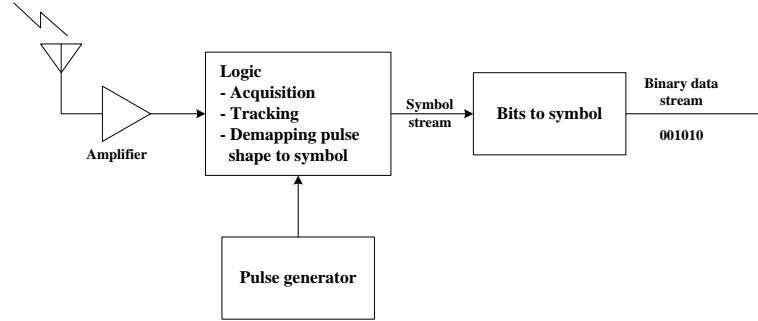 Logic
- Acquisition
- Tracking
- Demapping pulse
shape to symbol
Amplifier
Symbol
stream
Bits to symbol
Binary data
stream
001010
Pulse generator